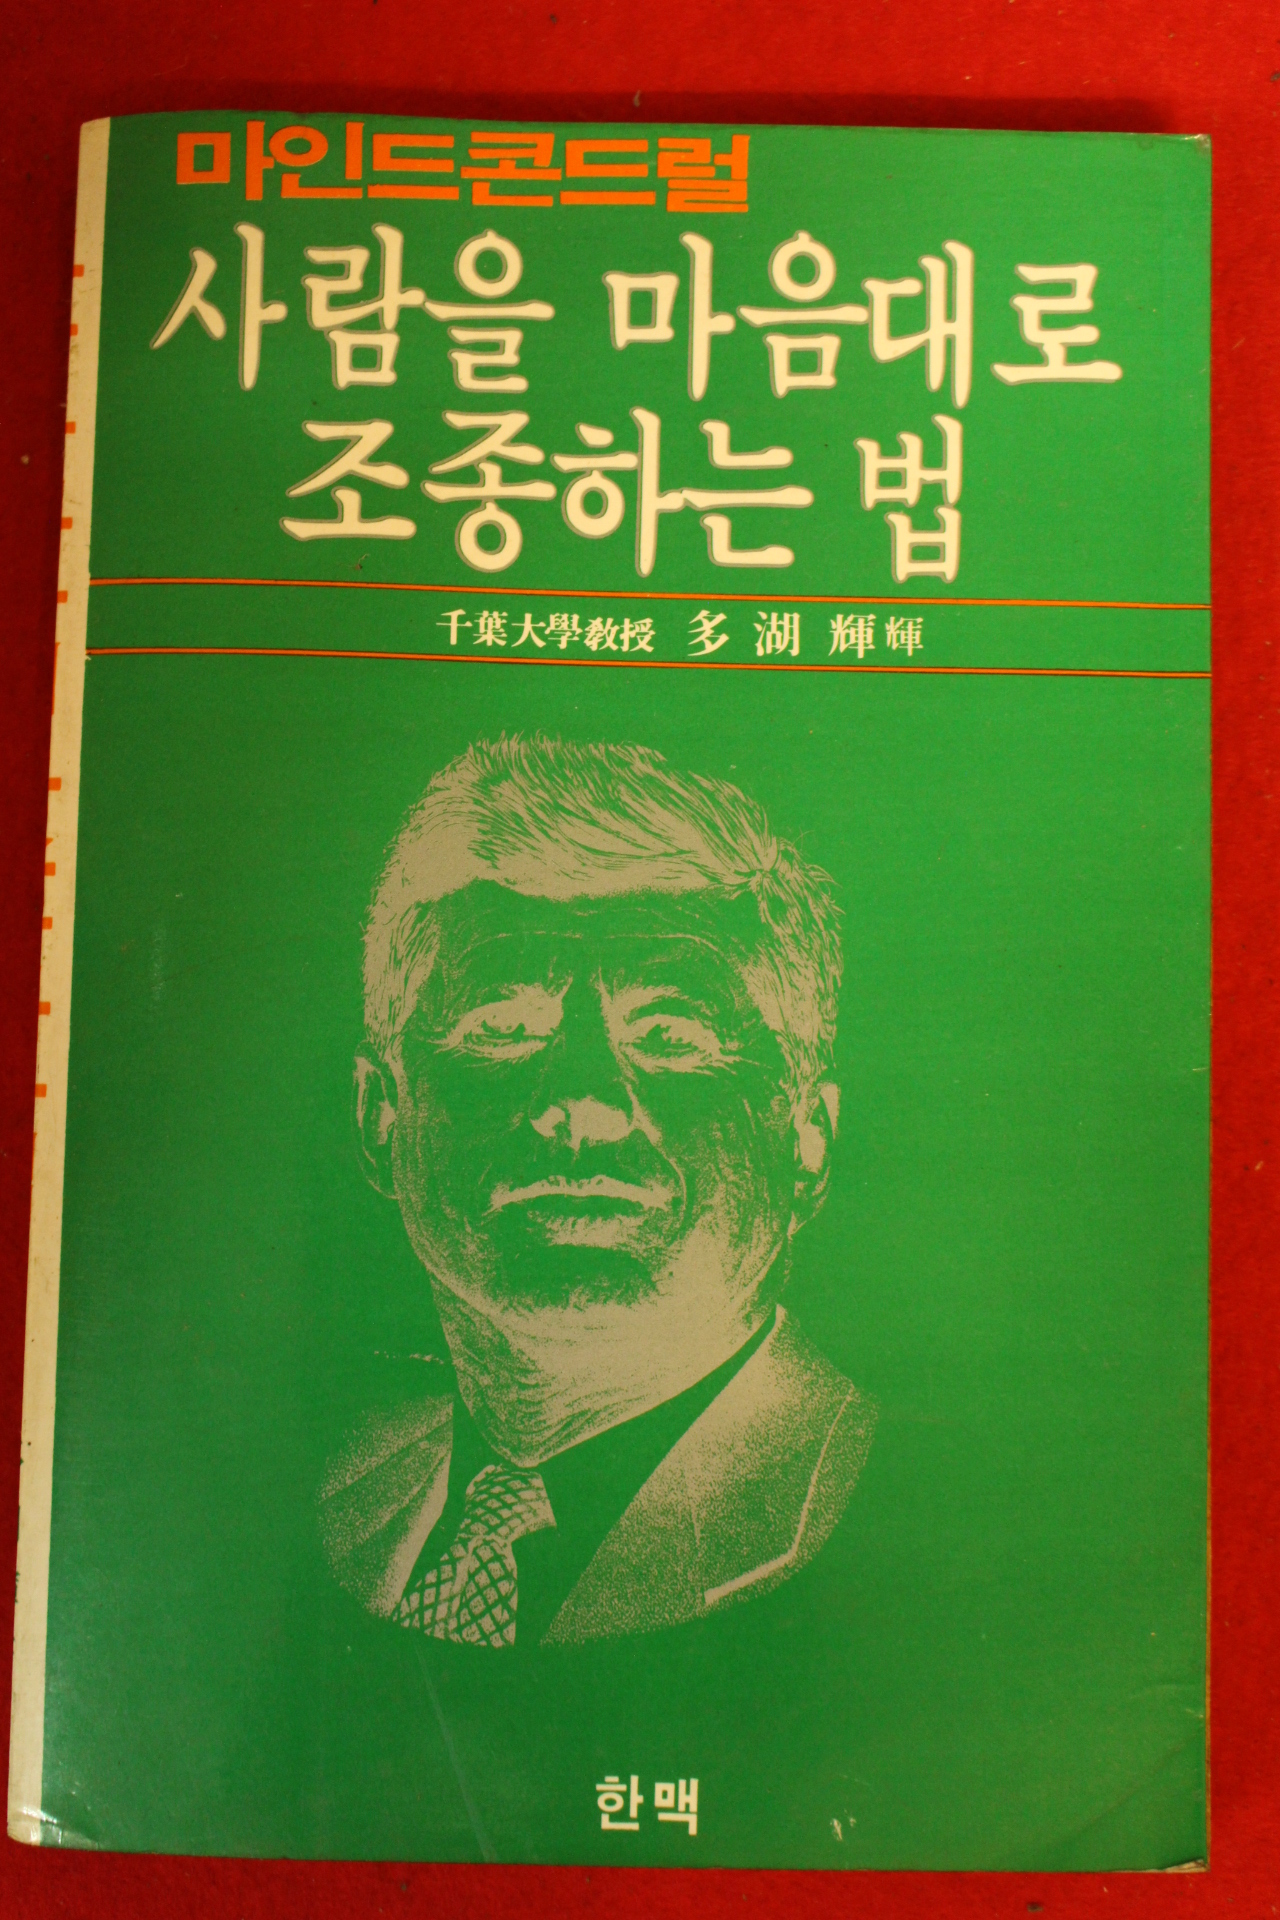 마인드콘드럴
사람을 마음대로
조종하는 법
千葉大學教授 多湖 輝 輝
한맥